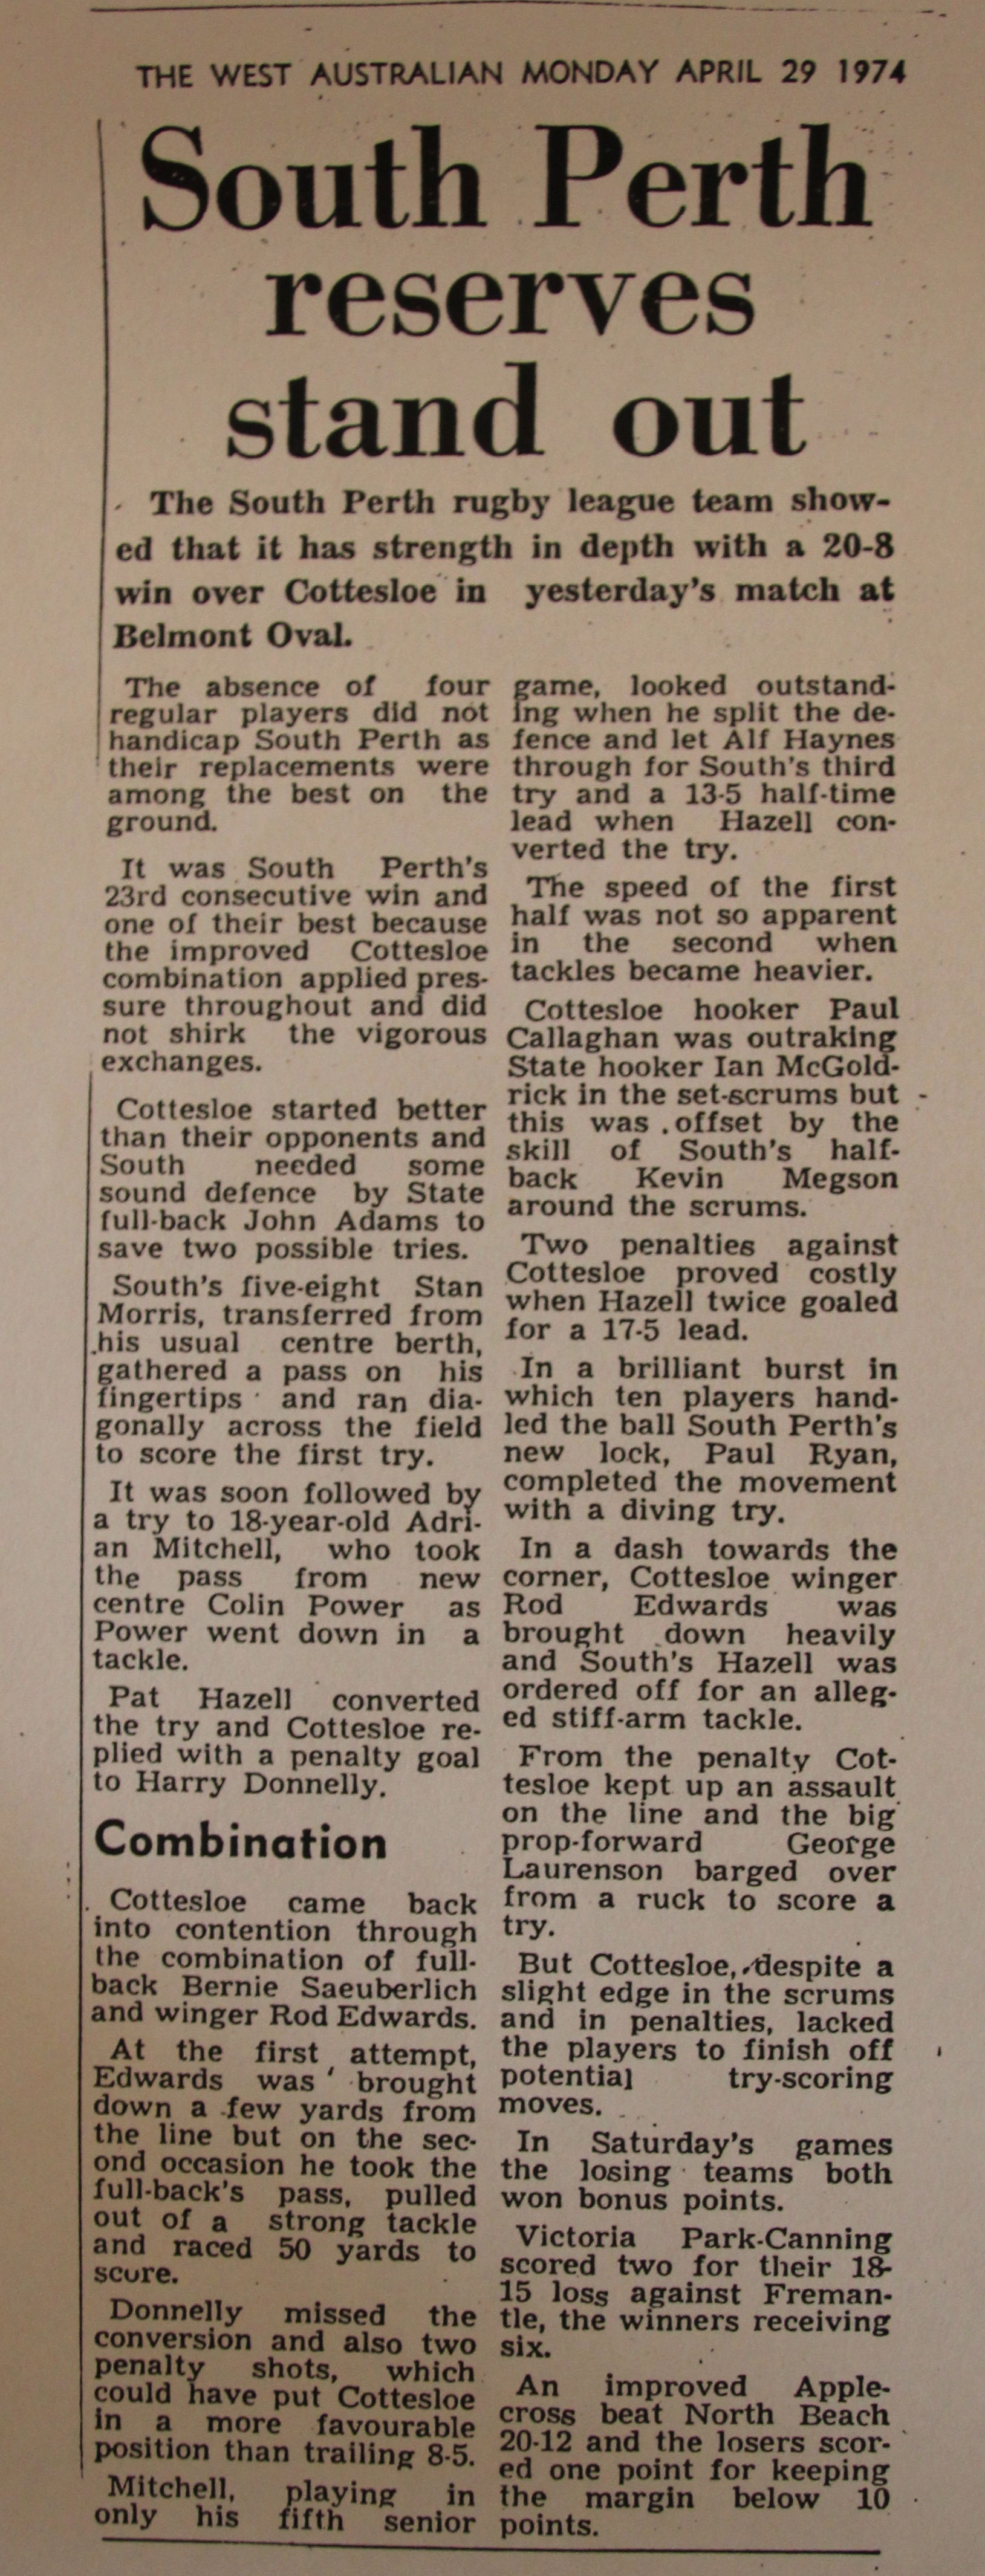 THE WEST AUSTRALIAN MONDAY APRIL 29 1974
South Perth
reserves
stand out
The South Perth rugby league team show-
ed that it has strength in depth with a 20-8
win over Cottesloe in yesterday's match at
Belmont Oval.
The absence of four
regular players did not
handicap South Perth as
their replacements were
among the best on the
ground.
It was South Perth's
23rd consecutive win and
one of their best because
the improved Cottesloe
combination applied pres-
sure throughout and did
not shirk the vigorous
exchanges.
Cottesloe started better
than their opponents and
South needed some
sound defence by State
full-back John Adams to
save two possible tries.
South's five-eight Stan
Morris, transferred from
his usual centre berth,
gathered a pass on his
fingertips and ran dia-
gonally across the field
to score the first try.
It was soon followed by
a try to 18-year-old Adri-
an Mitchell, who took
the pass from new
centre Colin Power as
Power went down in a
tackle.
Pat Hazell converted
the try and Cottesloe re-
plied with a penalty goal
to Harry Donnelly.
Combination
Cottesloe came back
into contention through
the combination of full-
back Bernie Saeuberlich
and winger Rod Edwards.
At the first attempt,
Edwards was brought
down a few yards from
the line but on the sec-
ond occasion he took the
full-back's pass, pulled
out of a strong tackle
and raced 50 yards to
score.
Donnelly missed the
conversion and also two
penalty shots, which
could have put Cottesloe
in a more favourable
position than trailing 8-5.
Mitchell, playing in
only his fifth senior
game, looked outstand-
ing when he split the de-
fence and let Alf Haynes
through for South's third
try and a 13-5 half-time
lead when Hazell con-
verted the try.
The speed of the first
half was not so apparent
in the second when
tackles became heavier.
Cottesloe hooker Paul
Callaghan was outraking
State hooker Ian McGold-
rick in the set-scrums but
this was offset by the
skill of South's half-
back Kevin Megson
around the scrums.
Two penalties against
Cottesloe proved costly
when Hazell twice goaled
for a 17-5 lead.
In a brilliant burst in
which ten players hand-
led the ball South Perth's
new lock, Paul Ryan,
completed the movement
with a diving try.
In a dash towards the
corner, Cottesloe winger
Rod Edwards was
brought down heavily
and South's Hazell was
ordered off for an alleg-
ed stiff-arm tackle.
From the penalty Cot-
tesloe kept up an assault
on the line and the big
prop-forward George
Laurenson barged over
from a ruck to score a
try.
But Cottesloe, despite a
slight edge in the scrums
and in penalties, lacked
the players to finish off
potential try-scoring
moves.
In Saturday's games
the losing teams both
won bonus points.
Victoria Park-Canning
scored two for their 18-
15 loss against Freman-
tle, the winners receiving
six.
An improved Apple-
cross beat North Beach
20-12 and the losers scor-
ed one point for keeping
the margin below 10
points.